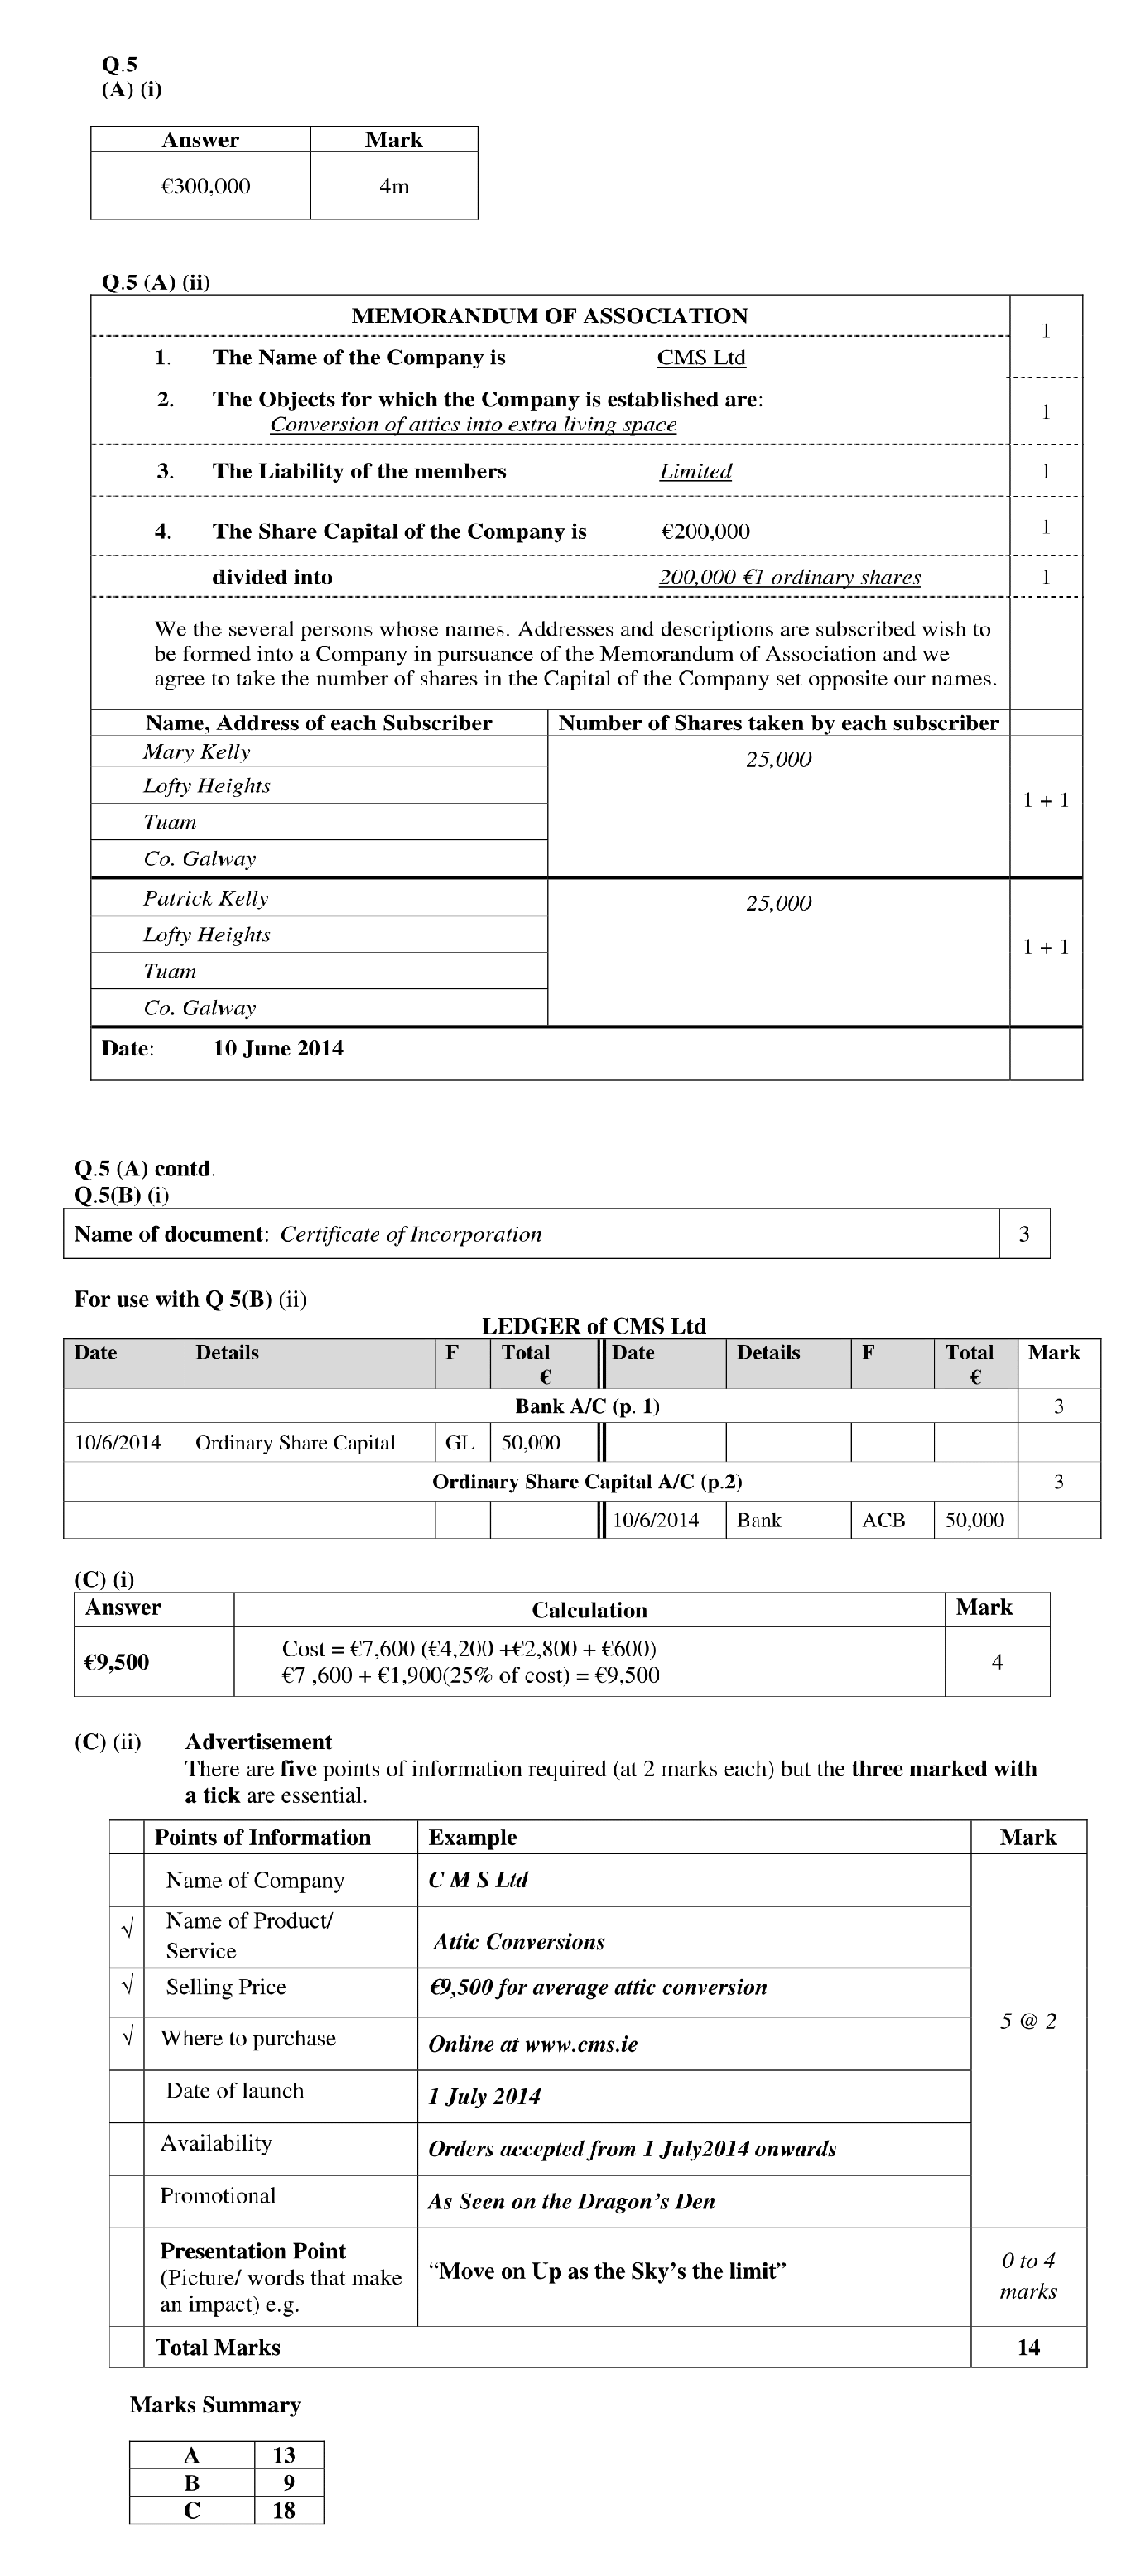 Q.5
(A) (i)
Answer Mark
€300,000 4m
Q.5 (A) (ii)
MEMORANDUM OF ASSOCIATION 1
1. The Name of the Company is CMS Ltd
2. The Objects for which the Company is established are: 1
Conversion of attics into extra living space
3. The Liability of the members Limited 1
4. The Share Capital of the Company is €200,000 1
divided into 200,000 €1 ordinary shares 1
We the several persons whose names. Addresses and descriptions are subscribed wish to
be formed into a Company in pursuance of the Memorandum of Association and we
agree to take the number of shares in the Capital of the Company set opposite our names.
Name, Address of each Subscriber Number of Shares taken by each subscriber
Mary Kelly 25,000
Lofty Heights
1 + 1
Tuam
Co. Galway
Patrick Kelly 25,000
Lofty Heights
1 + 1
Tuam
Co. Galway
Date: 10 June 2014
Q.5 (A) contd.
Q.5(B) (i)
Name of document: Certificate of Incorporation 3
For use with Q 5(B) (ii)
LEDGER of CMS Ltd
Date Details F Total Date Details F Total Mark
€ €
Bank A/C (p. 1) 3
10/6/2014 Ordinary Share Capital GL 50,000
Ordinary Share Capital A/C (p.2) 3
10/6/2014 Bank ACB 50,000
(C) (i)
Answer Calculation Mark
Cost = €7,600 (€4,200 +€2,800 + €600)
€9,500 4
€7 ,600 + €1,900(25% of cost) = €9,500
(C) (ii) Advertisement
There are five points of information required (at 2 marks each) but the three marked with
a tick are essential.
Points of Information Example Mark
Name of Company C M S Ltd
√ Name of Product/
Service Attic Conversions
√ Selling Price €9,500 for average attic conversion
5 @ 2
√ Where to purchase Online at www.cms.ie
Date of launch 1 July 2014
Availability Orders accepted from 1 July2014 onwards
Promotional As Seen on the Dragon's Den
Presentation Point
(Picture/ words that make
an impact) e.g.
“Move on Up as the Sky’s the limit”
0 to 4
marks
Total Marks 14
Marks Summary
A 13
B 9
C 18